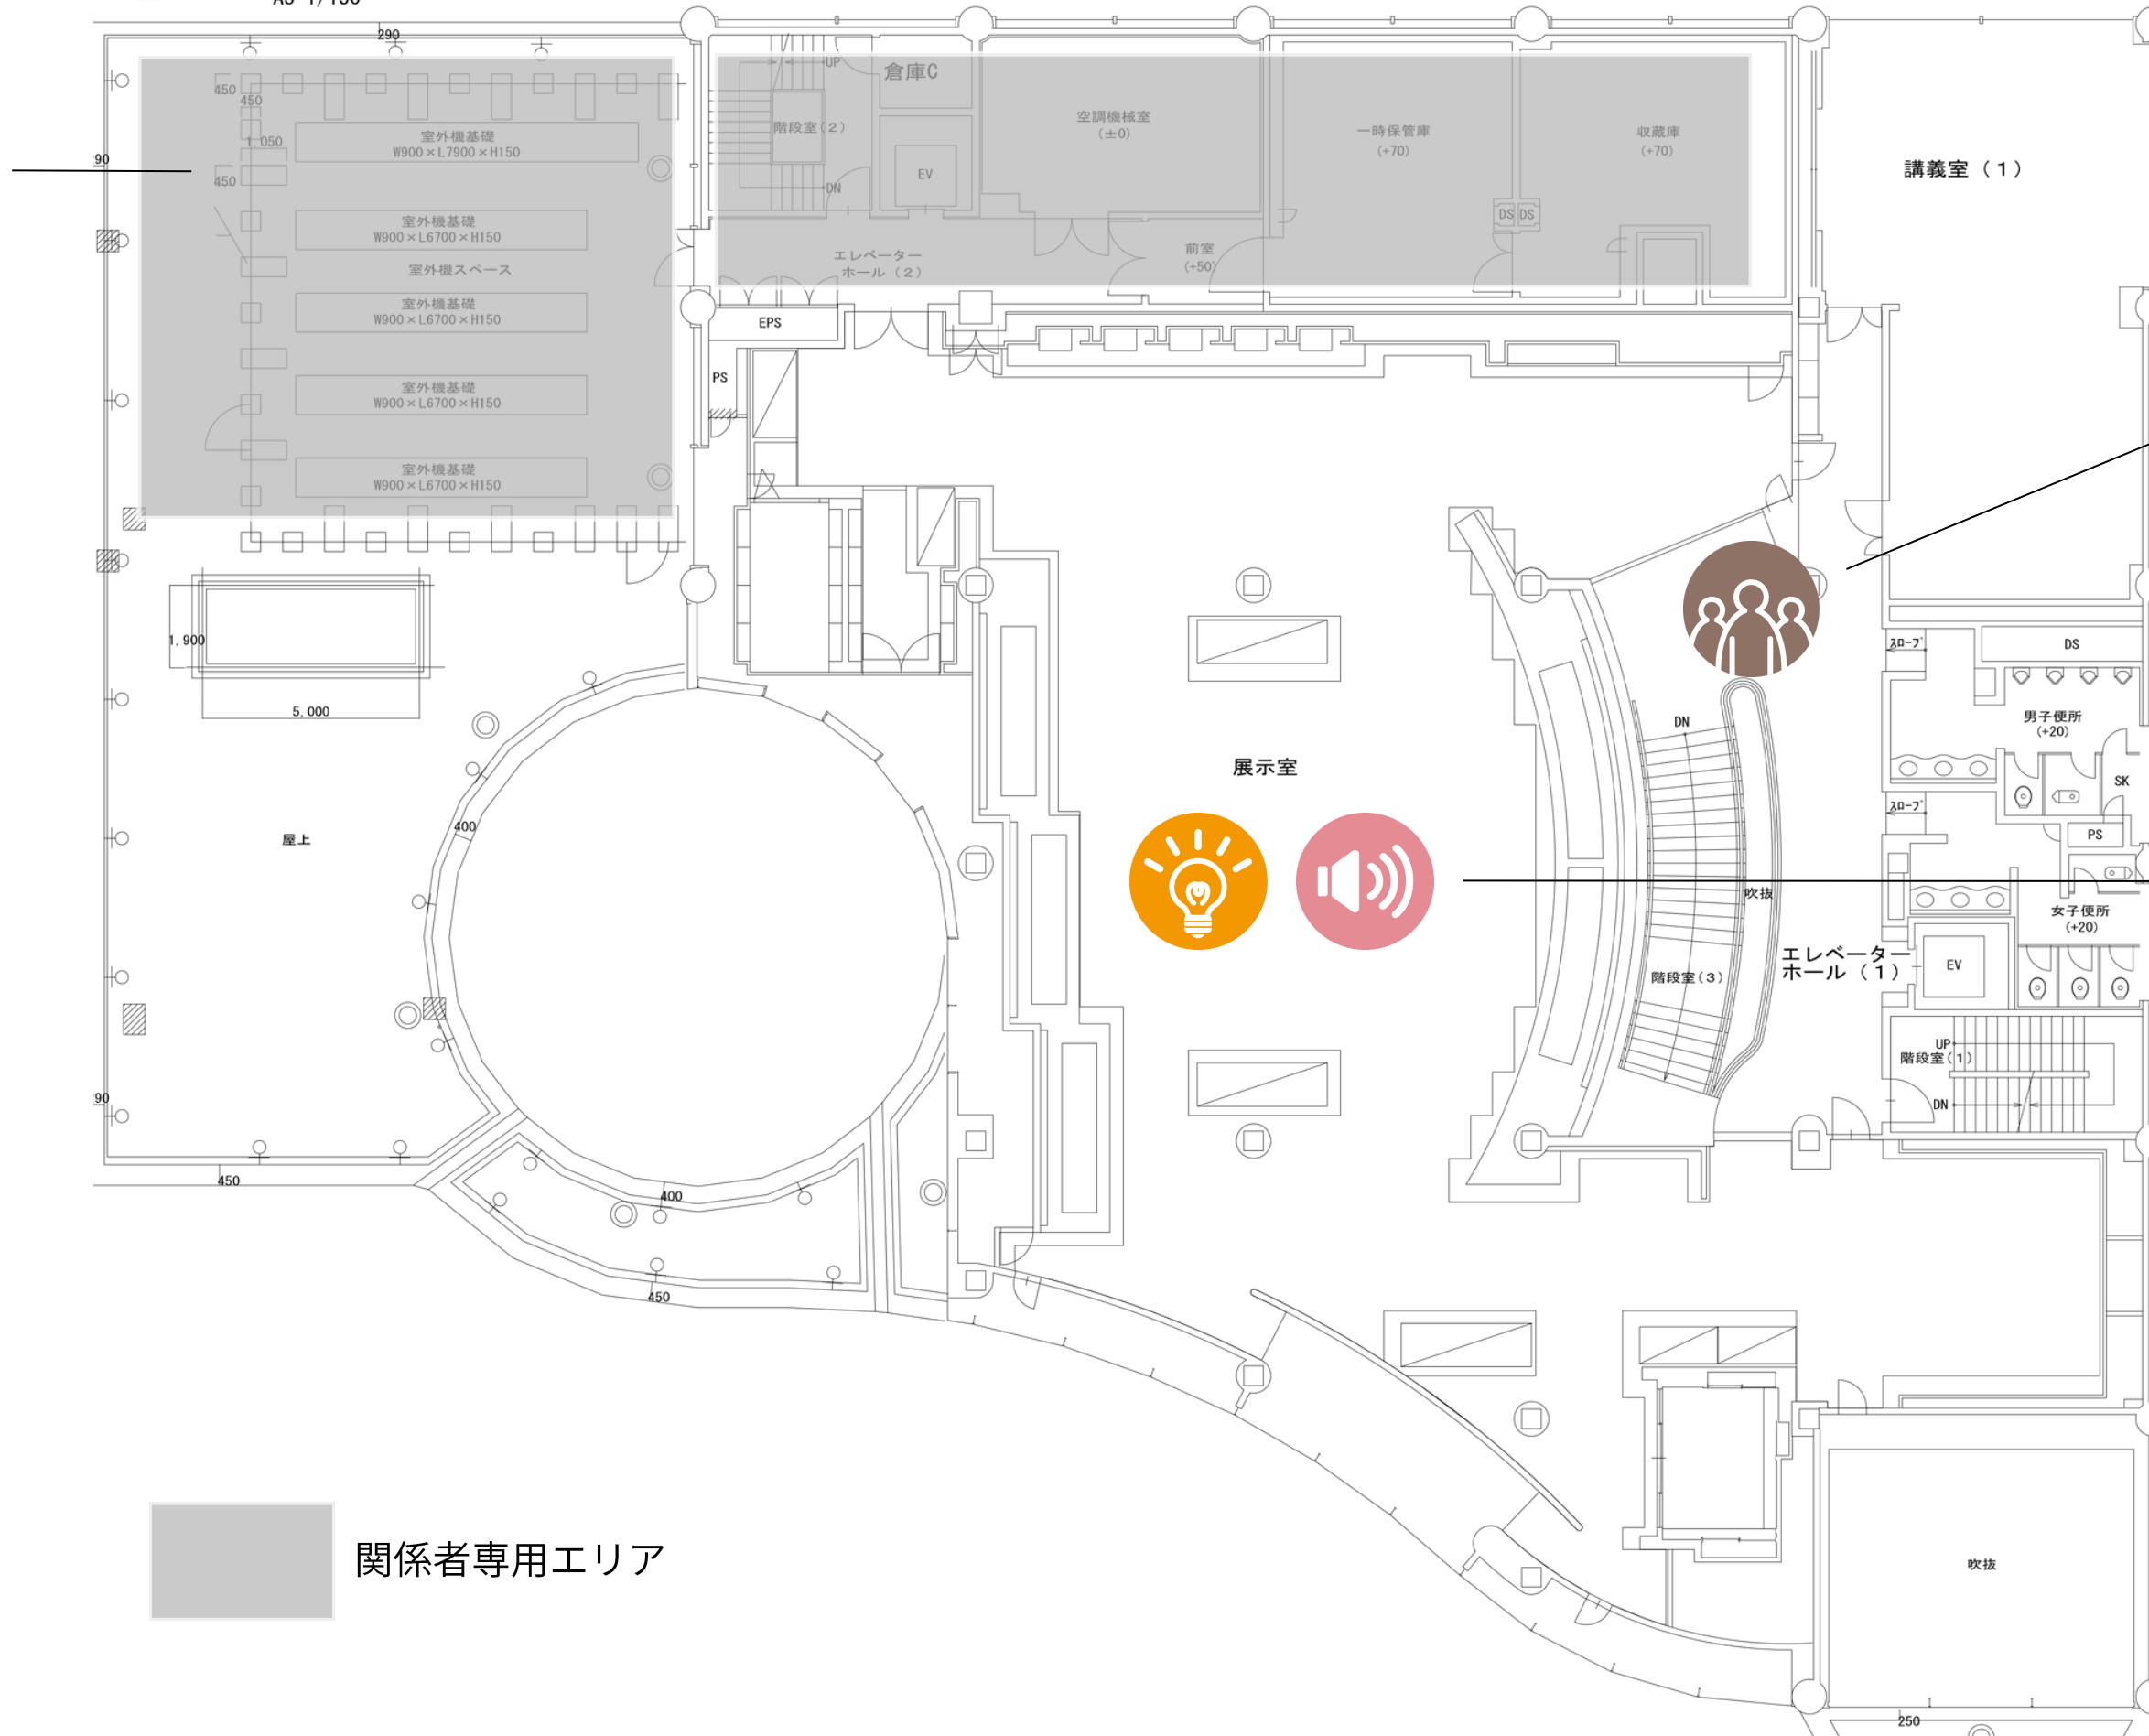 290
450
450
1,050
450
90
室外機基礎
W900×L7900×H150
室外機基礎
W900×L6700×H150
室外機スペース
室外機基礎
W900×L6700×H150
室外機基礎
W900×L6700×H150
室外機基礎
W900×L6700×H150
UP
倉庫C
階段室(2)
EV
DN
エレベーター
ホール(2)
空調機械室
(±0)
前室
(+50)
一時保管庫
(+70)
DS DS
収蔵庫
(+70)
講義室(1)
EPS
PS
1,900
5,000
屋上
400
展示室
DN
吹抜
階段室(3)
エレベーター
ホール(1)
スロープ
DS
男子便所
(+20)
SK
スロープ
PS
女子便所
(+20)
EV
UP
階段室(1)
DN
90
450
400
450
吹抜
250
関係者専用エリア